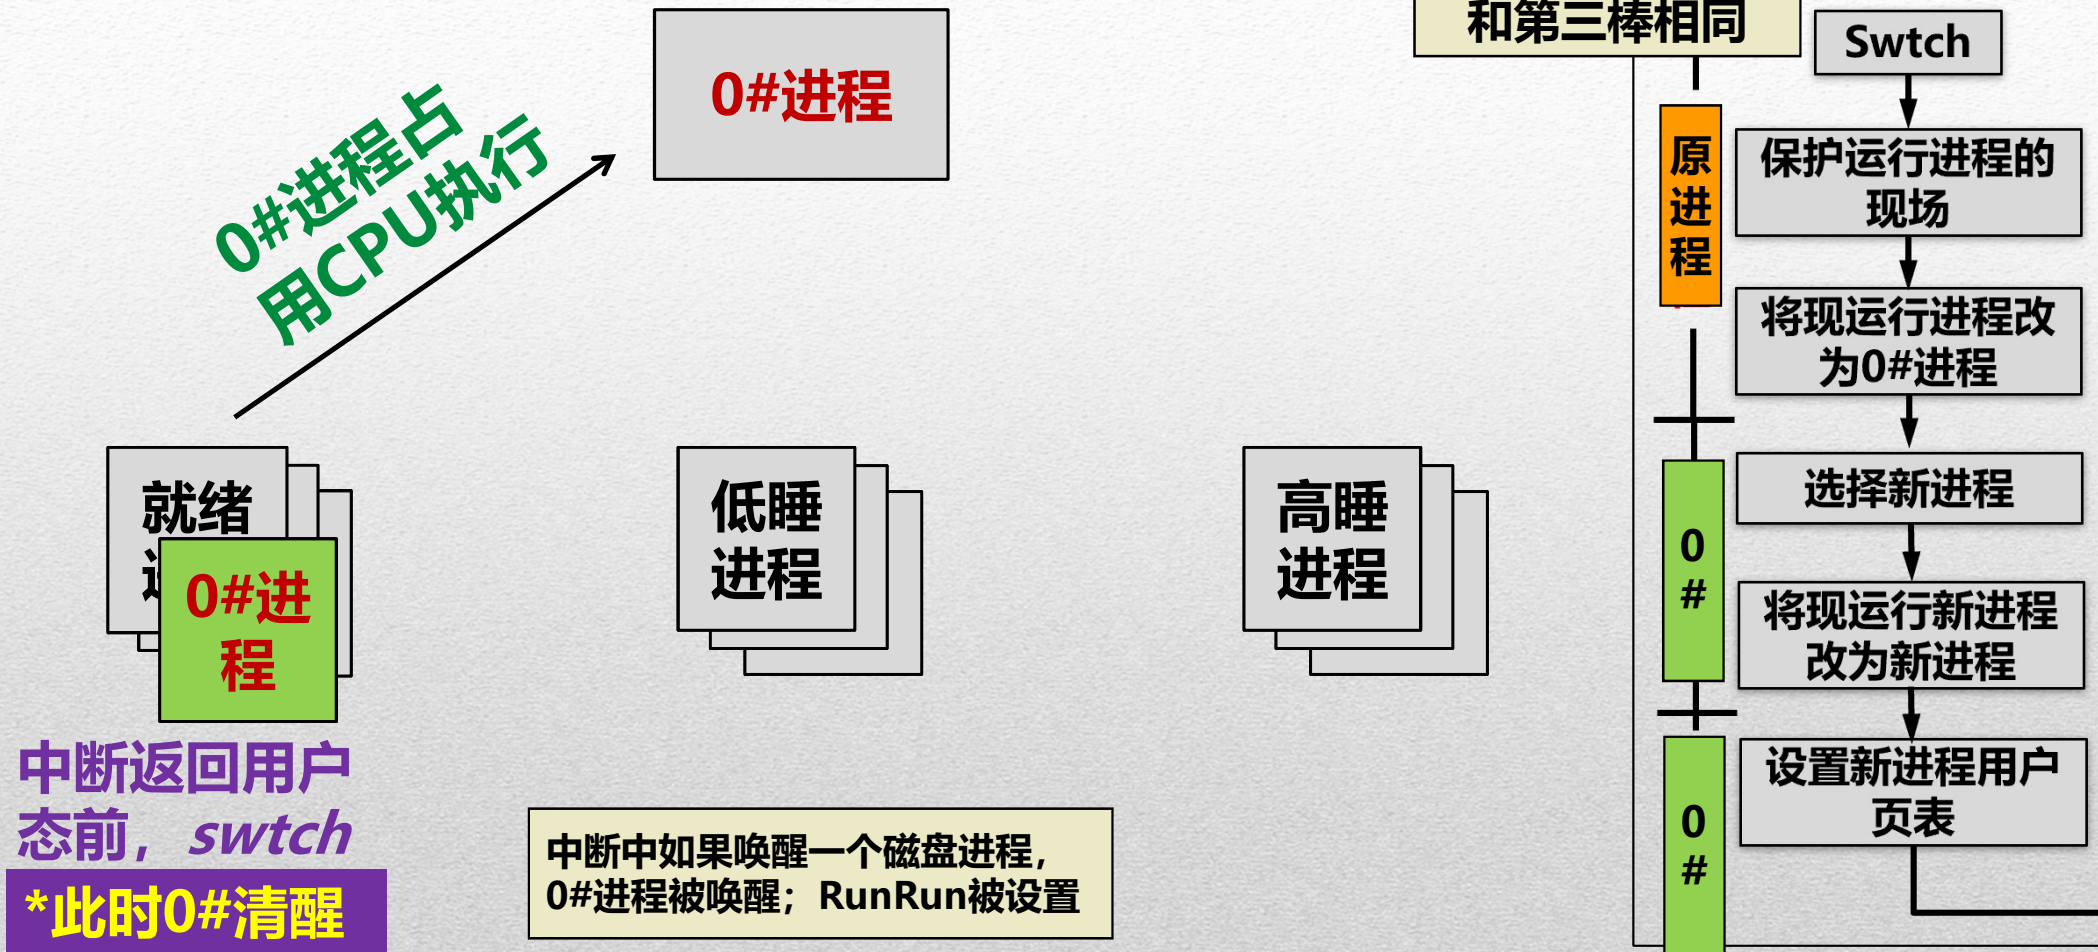 和第三棒相同
Swtch
0#进程
0#进程占
用CPU执行
原
进
程
保护运行进程的
现场
将现运行进程改
为0#进程
就绪
0#进
程
低睡
进程
高睡
进程
0
#
选择新进程
将现运行新进程
改为新进程
中断返回用户
态前，swtch
*此时0#清醒
中断中如果唤醒一个磁盘进程，
0#进程被唤醒；RunRun被设置
0
#
设置新进程用户
页表